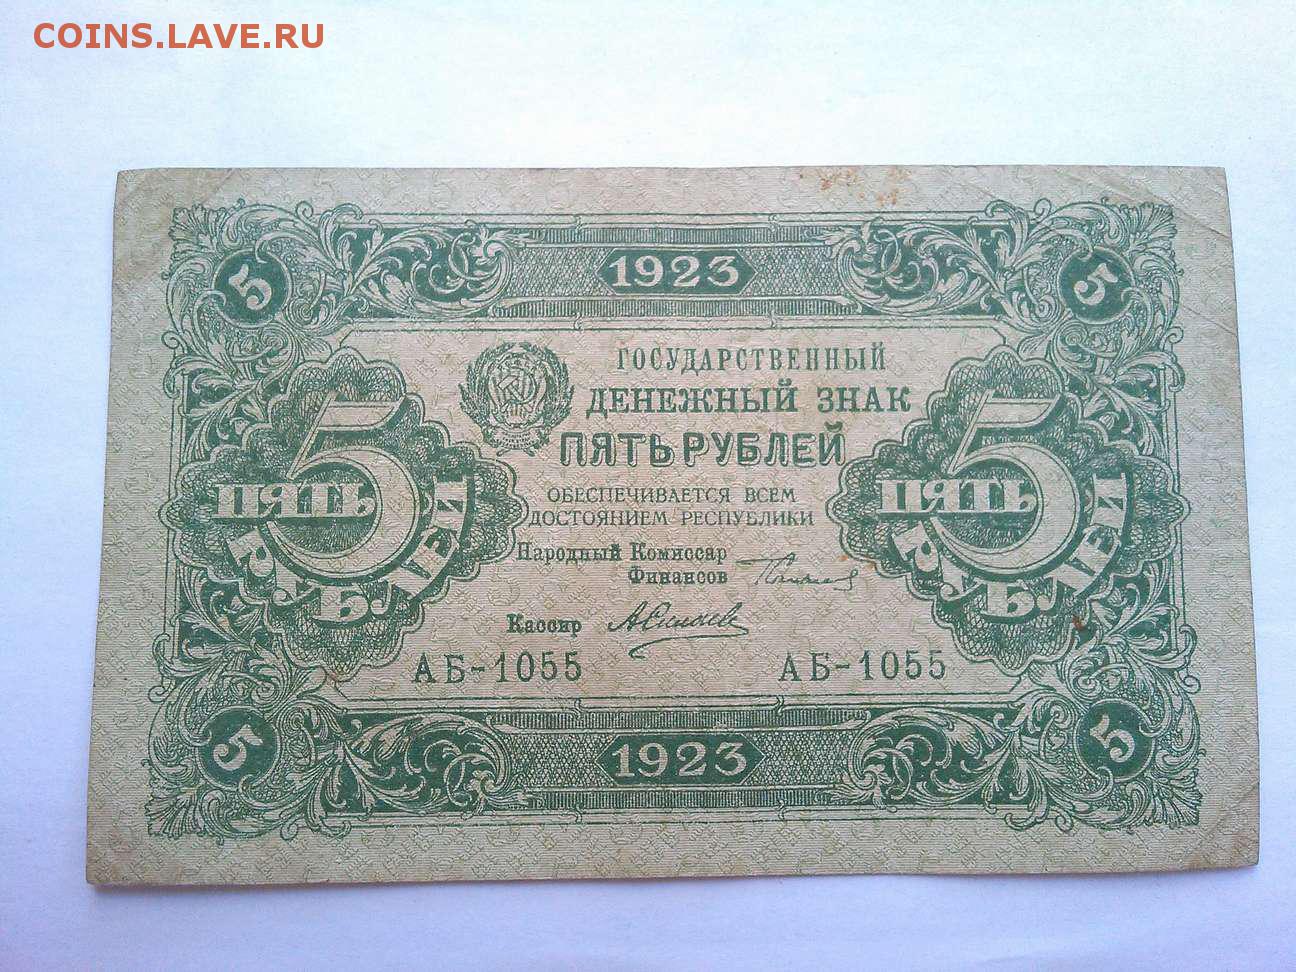 COINS.LAVE.RU
1923
5
5
ГОСУДАРСТВЕННЫЙ
ДЕНЕЖНЫЙ ЗНАК
ПЯТЬ РУБЛЕЙ
ОБЕСПЕЧИВАЕТСЯ ВСЕМ
ДОСТОЯНИЕМ РЕСПУБЛИКИ
5
ПЯТЬ
РУБЛЕЙ
5
ПЯТЬ
РУБЛЕЙ
Народный Комиссар
Финансов
Кассир
АБ-1055
АБ-1055
5
1923
5